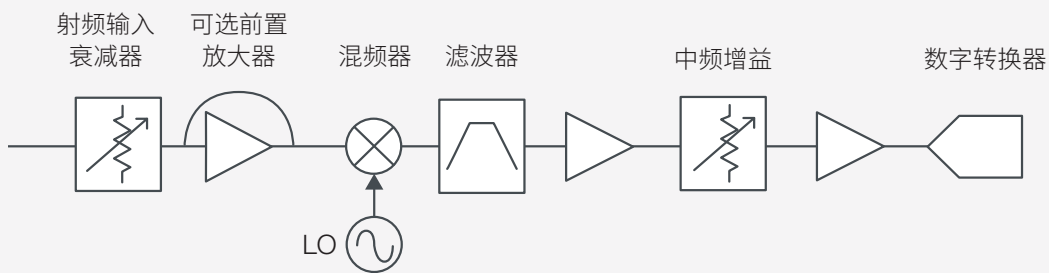 射频输入
衰减器
可选前置
放大器
混频器
滤波器
中频增益
数字转换器
LO